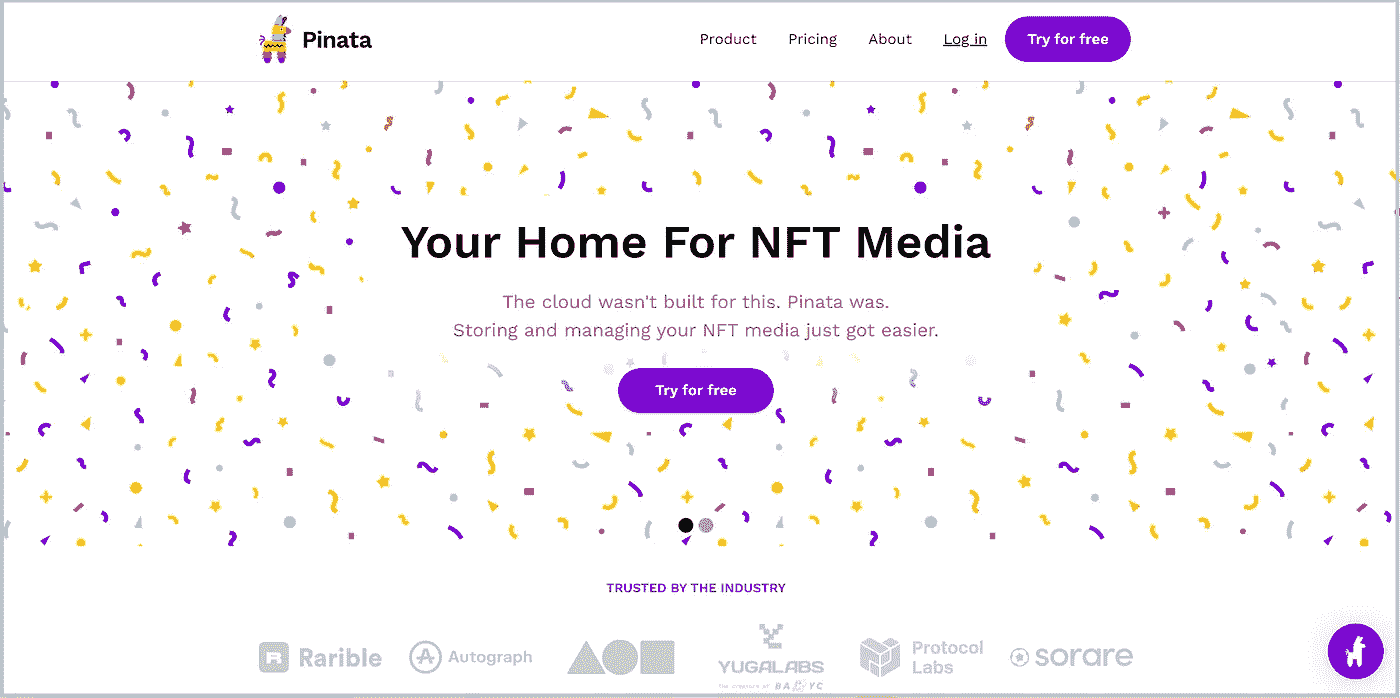 Pinata
Product
Pricing
About
Log in
Try for free
Your Home For NFT Media
The cloud wasn't built for this. Pinata was.
Storing and managing your NFT media just got easier.
Try for free
TRUSTED BY THE INDUSTRY
Rarible
Autograph
YUGALABS
Protocol
Labs
sorare